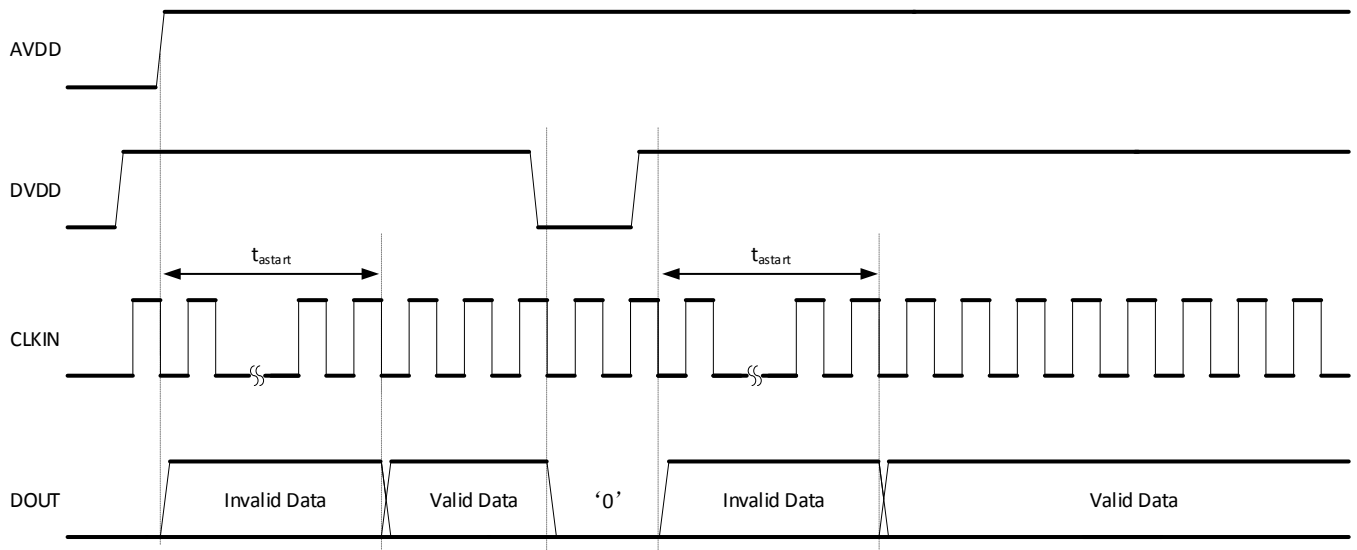 AVDD
DVDD
tastart tastart
CLKIN
DOUT Invalid Data Valid Data ‘0’ Invalid Data Valid Data